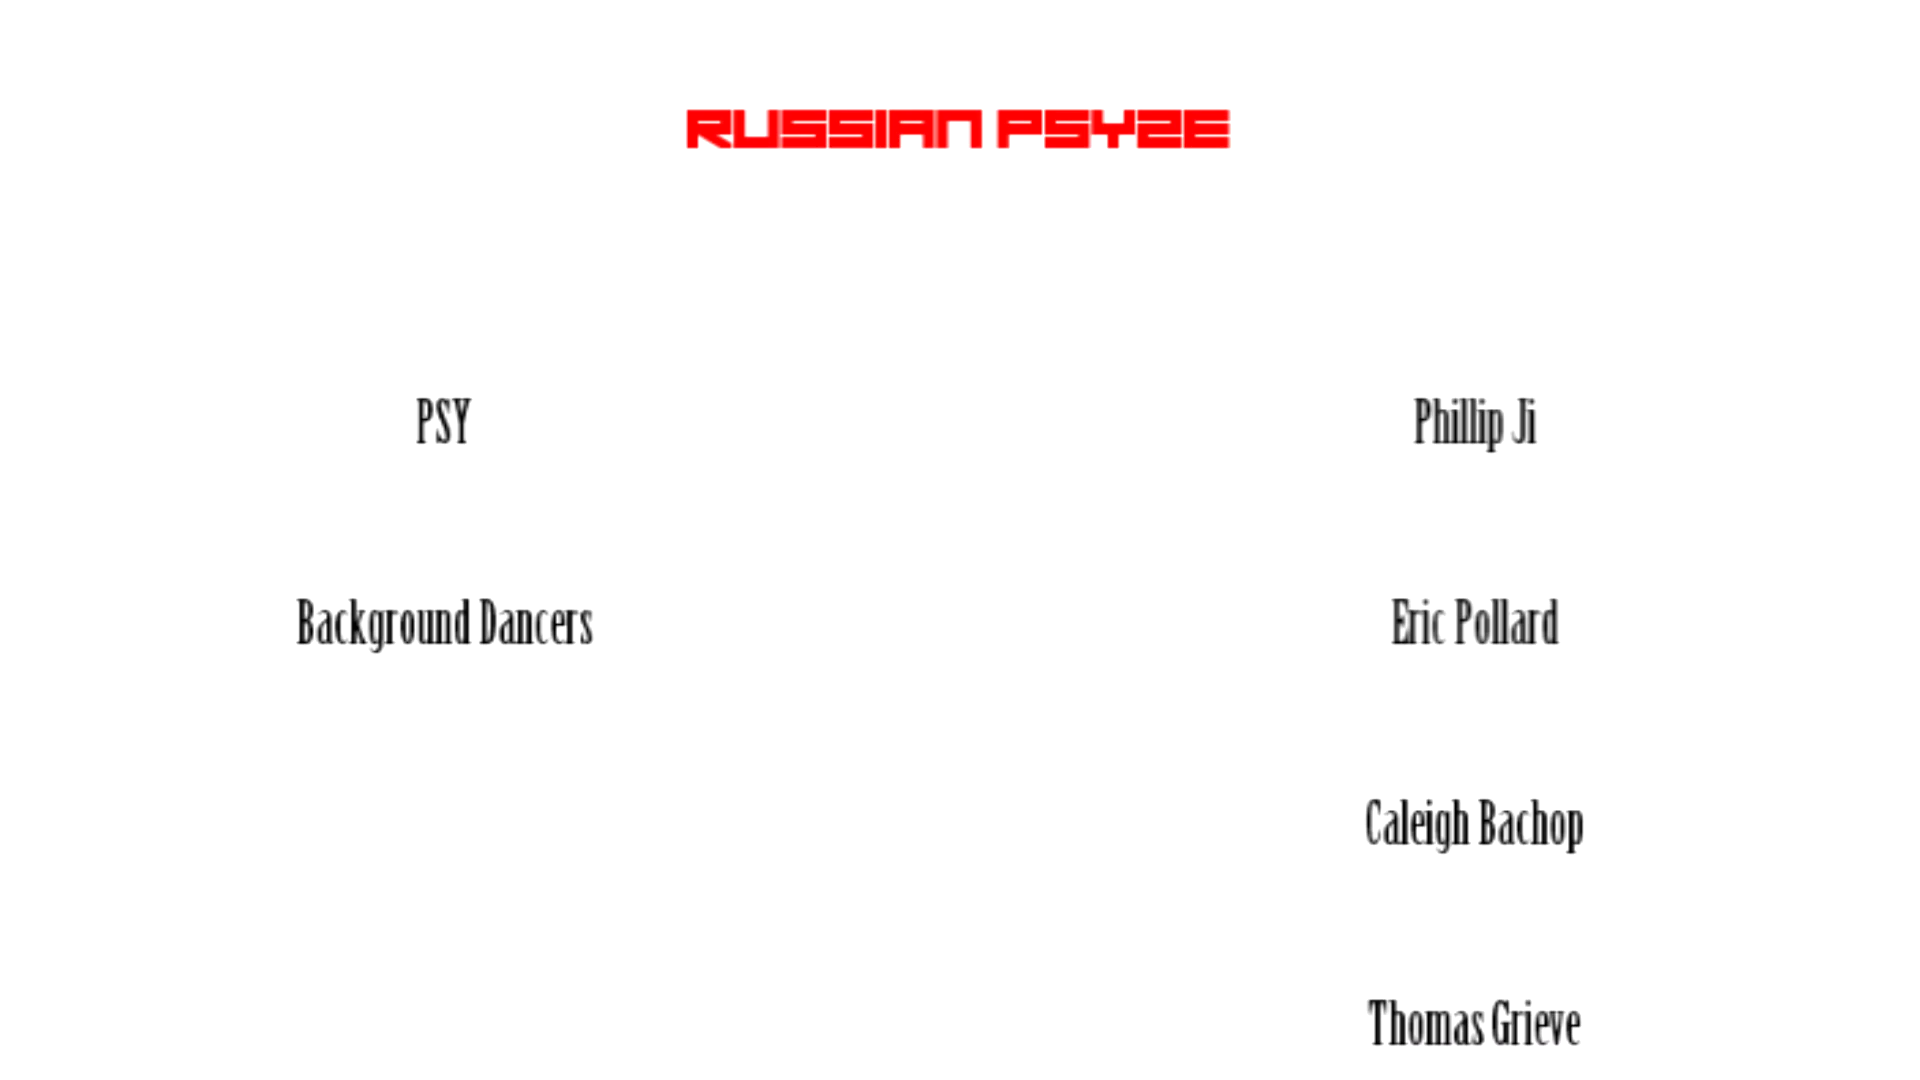 RUSSIAN PSYZE
PSY Phillip Ji
Background Dancers Eric Pollard
Caleigh Bachop
Thomas Grieve